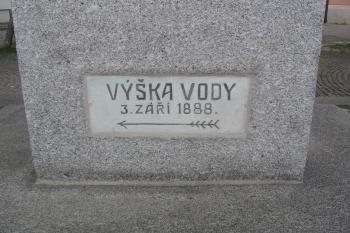 VÝŠKA VODY
3. ZÁŘÍ 1888.